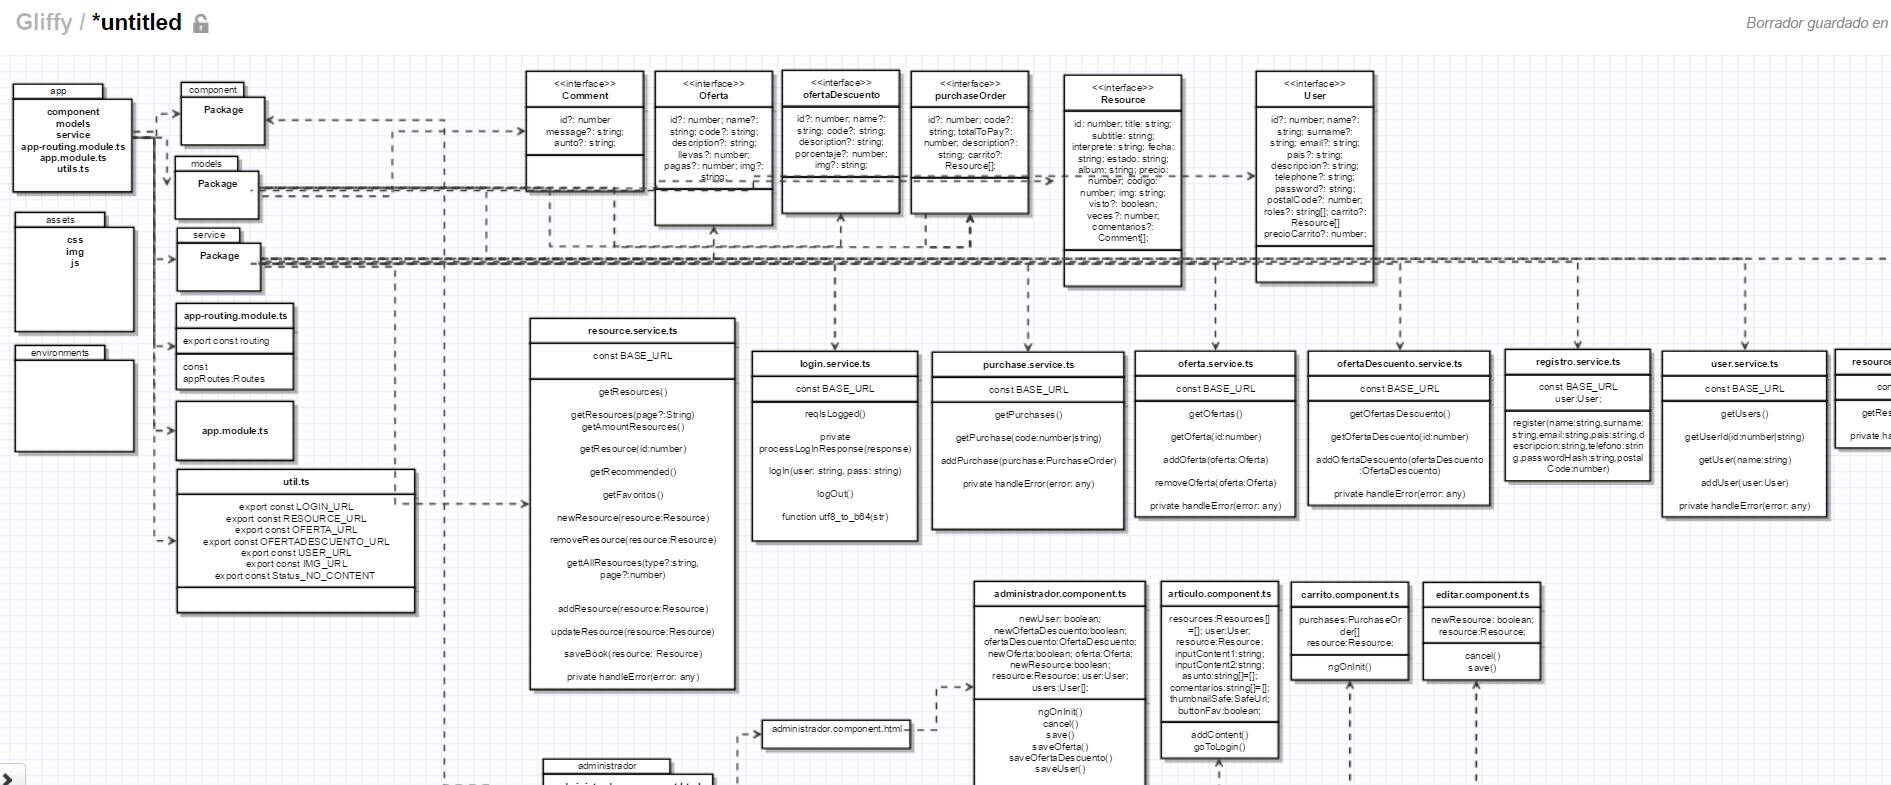 Gliffy / *untitled
Borrador guardado en
app
component
models
service
app-routing.module.ts
app.module.ts
utils.ts
component
Package
models
Package
assets
css
img
js
service
Package
environments
app-routing.module.ts
export const routing
const
appRoutes:Routes
app.module.ts
util.ts
export const LOGIN_URL
export const RESOURCE_URL
export const OFERTA_URL
export const OFERTADESCUENTO_URL
export const USER_URL
export const IMG_URL
export const Status_NO_CONTENT
<<interface>>
Comment
id?: number
message?: string;
aunto?: string;
<<interface>>
Oferta
id?: number; name?:
string; code?: string;
description?: string;
llevas?: number;
pagas?: number; img?:
string;
<<interface>>
ofertaDescuento
id?: number; name?:
string; code?: string;
description?: string;
porcentaje?: number;
img?: string;
<<interface>>
purchaseOrder
id?: number; code?:
string; totalToPay?:
number; description?:
string; carrito?:
Resource[];
<<interface>>
Resource
id: number; title: string;
subtitle: string;
interprete: string; fecha:
string; estado: string;
album: string; precio:
number; codigo:
number; img: string;
visto?: boolean;
veces?: number;
comentarios?:
Comment[];
<<interface>>
User
id?: number; name?:
string; surname?:
string; email?: string;
pais?: string;
descripcion?: string;
telephone?: string;
password?: string;
postalCode?: number;
roles?: string[]; carrito?:
Resource[]
precioCarrito?: number;
resource.service.ts
const BASE_URL
getResources()
getResources(page?:String)
getAmountResources()
getResource(id:number)
getRecommended()
getFavoritos()
newResource(resource:Resource)
removeResource(resource:Resource)
gettAllResources(type?:string,
page?:number)
addResource(resource:Resource)
updateResource(resource:Resource)
saveBook(resource: Resource)
private handleError(error: any)
login.service.ts
const BASE_URL
reqIsLogged()
private
processLogInResponse(response)
logIn(user: string, pass: string)
logOut()
function utf8_to_b64(str)
purchase.service.ts
const BASE_URL
getPurchases()
getPurchase(code:number|string)
addPurchase(purchase:PurchaseOrder)
private handleError(error: any)
oferta.service.ts
const BASE_URL
getOfertas()
getOferta(id:number)
addOferta(oferta:Oferta)
removeOferta(oferta:Oferta)
private handleError(error: any)
ofertaDescuento.service.ts
const BASE_URL
getOfertasDescuento()
getOfertaDescuento(id:number)
addOfertaDescuento(ofertaDescuento
:OfertaDescuento)
private handleError(error: any)
registro.service.ts
const BASE_URL
user:User;
register(name:string,surname:
string,email:string,pais:string,d
escripcion:string,telefono:strin
g,passwordHash:string,postal
Code:number)
user.service.ts
const BASE_URL
getUsers()
getUserId(id:number|string)
getUser(name:string)
addUser(user:User)
private handleError(error: any)
resource
con
getRes
private ha
administrador.component.ts
newUser: boolean;
newOfertaDescuento:boolean;
ofertaDescuento:OfertaDescuento;
newOferta:boolean; oferta:Oferta;
newResource:boolean;
resource:Resource; user:User;
users:User[];
ngOnInit()
cancel()
save()
saveOferta()
saveOfertaDescuento()
saveUser()
articulo.component.ts
resources:Resources[]
=[]; user:User;
resource:Resource;
inputContent1:string;
inputContent2:string;
asunto:string[]=[];
comentarios:string[]=[];
thumbnailSafe:SafeUrl;
buttonFav:boolean;
addContent()
goToLogin()
carrito.component.ts
purchases:PurchaseOr
der[]
resource:Resource;
ngOnInit()
editar.component.ts
newResource: boolean;
resource:Resource;
cancel()
save()
administrador.component.html
administrador